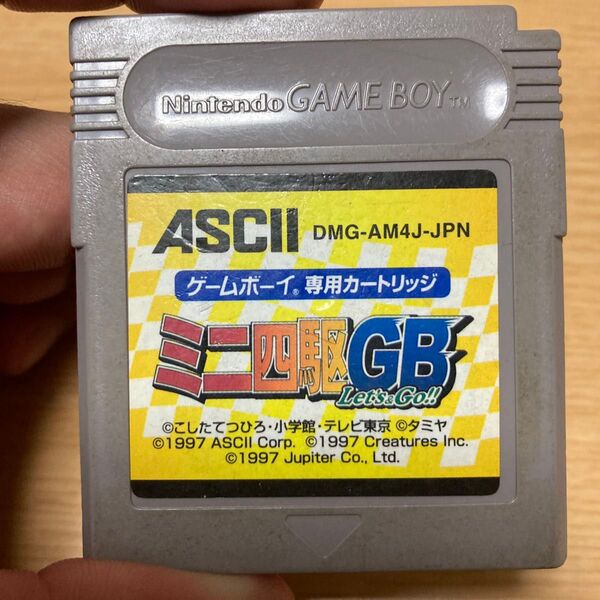 Nintendo GAME BOY TM
ASCII DMG-AM4J-JPN
ゲームボーイ® 専用カートリッジ
ミニ四駆GB
Let's&Go!!
©こしたてつひろ・小学館・テレビ東京 ©タミヤ
©1997 ASCII Corp. ©1997 Creatures Inc.
©1997 Jupiter Co., Ltd.